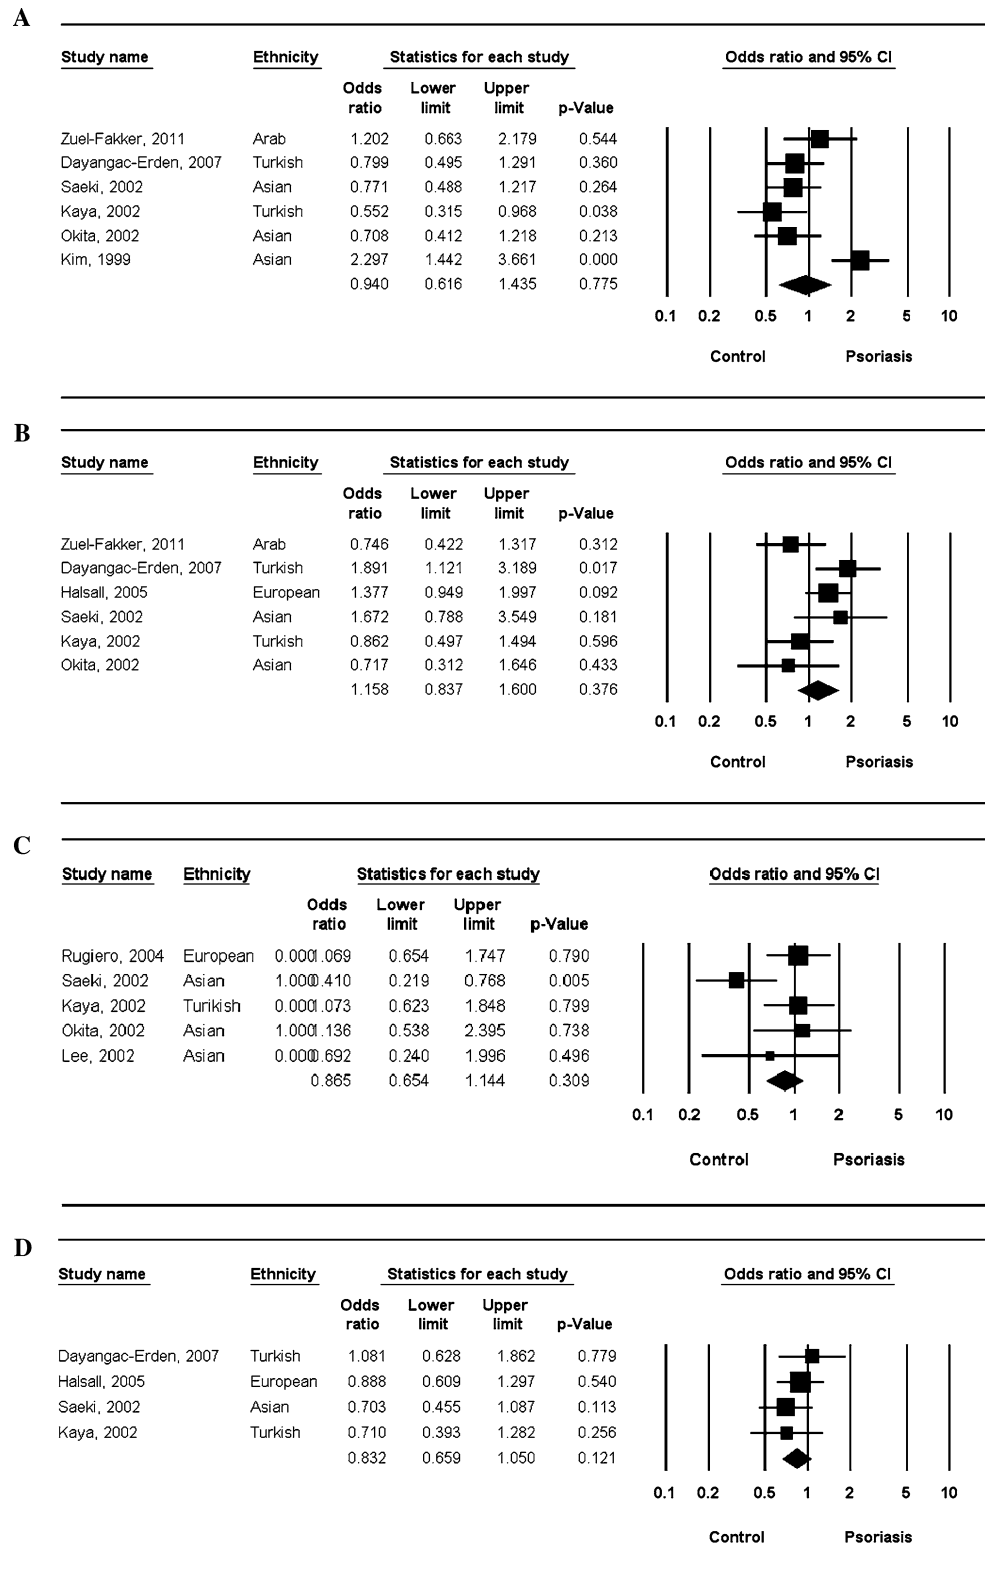 A
Study name Ethnicity Statistics for each study Odds ratio and 95% CI
Odds ratio Lower limit Upper limit p-Value
Zuel-Fakker, 2011 Arab 1.202 0.663 2.179 0.544
Dayangac-Erden, 2007 Turkish 0.799 0.495 1.291 0.360
Saeki, 2002 Asian 0.771 0.488 1.217 0.264
Kaya, 2002 Turkish 0.552 0.315 0.968 0.038
Okita, 2002 Asian 0.708 0.412 1.218 0.213
Kim, 1999 Asian 2.297 1.442 3.661 0.000
0.940 0.616 1.435 0.775
0.1 0.2 0.5 1 2 5 10
Control Psoriasis
B
Study name Ethnicity Statistics for each study Odds ratio and 95% CI
Odds ratio Lower limit Upper limit p-Value
Zuel-Fakker, 2011 Arab 0.746 0.422 1.317 0.312
Dayangac-Erden, 2007 Turkish 1.891 1.121 3.189 0.017
Halsall, 2005 European 1.377 0.949 1.997 0.092
Saeki, 2002 Asian 1.672 0.788 3.549 0.181
Kaya, 2002 Turkish 0.862 0.497 1.494 0.596
Okita, 2002 Asian 0.717 0.312 1.646 0.433
1.158 0.837 1.600 0.376
0.1 0.2 0.5 1 2 5 10
Control Psoriasis
C
Study name Ethnicity Statistics for each study Odds ratio and 95% CI
Odds ratio Lower limit Upper limit p-Value
Rugiero, 2004 European 0.000 1.069 0.654 1.747 0.790
Saeki, 2002 Asian 1.000 0.410 0.219 0.768 0.005
Kaya, 2002 Turikish 0.000 1.073 0.623 1.848 0.799
Okita, 2002 Asian 1.000 1.136 0.538 2.395 0.738
Lee, 2002 Asian 0.000 0.692 0.240 1.996 0.496
0.865 0.654 1.144 0.309
0.1 0.2 0.5 1 2 5 10
Control Psoriasis
D
Study name Ethnicity Statistics for each study Odds ratio and 95% CI
Odds ratio Lower limit Upper limit p-Value
Dayangac-Erden, 2007 Turkish 1.081 0.628 1.862 0.779
Halsall, 2005 European 0.888 0.609 1.297 0.540
Saeki, 2002 Asian 0.703 0.455 1.087 0.113
Kaya, 2002 Turkish 0.710 0.393 1.282 0.256
0.832 0.659 1.050 0.121
0.1 0.2 0.5 1 2 5 10
Control Psoriasis